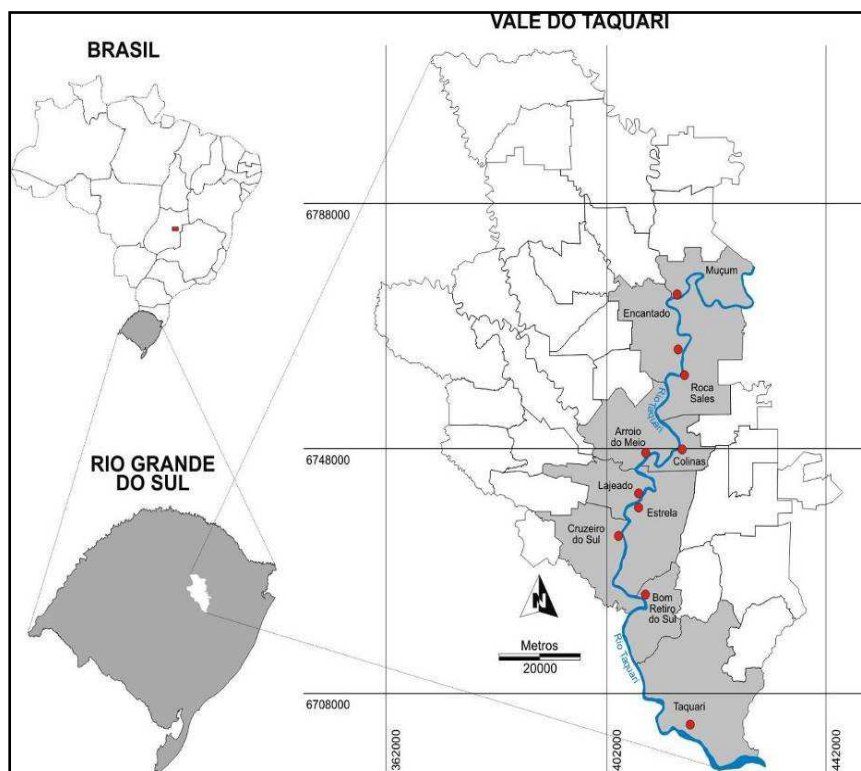 VALE DO TAQUARI
BRASIL
6788000
Muçum
Encantado
Roca
Sales
Rio Taquari
Arroio
do Meio
6748000
Colinas
RIO GRANDE
DO SUL
Lajeado
Estrela
Cruzeiro
do Sul
N
Bom
Retiro
do Sul
Metros
20000
Rio Taquari
6708000
Taquari
362000
402000
442000